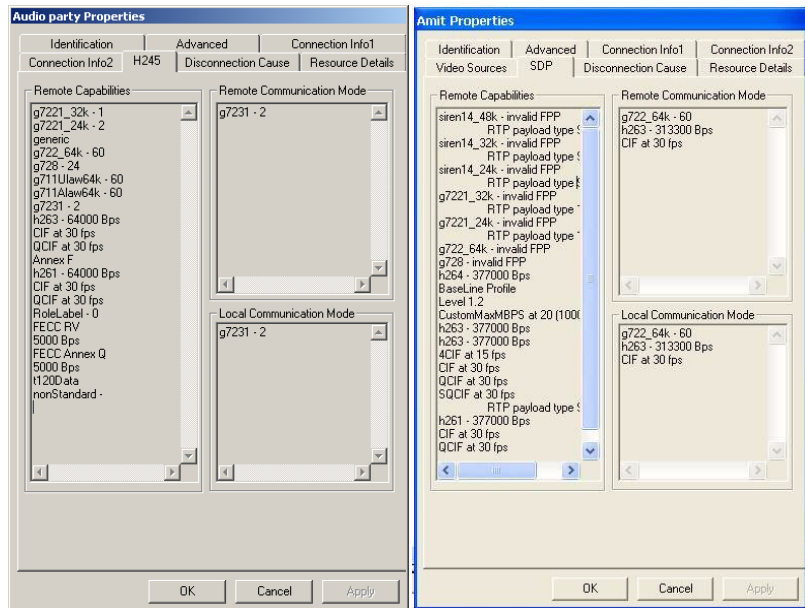 Audio party Properties
Identification
Advanced
Connection Info1
Connection Info2
H245
Disconnection Cause
Resource Details
Remote Capabilities
g7221_32k - 1
g7221_24k - 2
generic
g722_64k - 60
g728 - 24
g711Ulaw64k - 60
g711Alaw64k - 60
g7231 - 2
h263 - 64000 Bps
CIF at 30 fps
QCIF at 30 fps
Annex F
h261 - 64000 Bps
CIF at 30 fps
QCIF at 30 fps
RoleLabel - 0
FECC RV
5000 Bps
FECC Annex Q
5000 Bps
t120Data
nonStandard -
Remote Communication Mode
g7231 - 2
Local Communication Mode
g7231 - 2
OK
Cancel
Apply
Amit Properties
Identification
Advanced
Connection Info1
Connection Info2
Video Sources
SDP
Disconnection Cause
Resource Details
Remote Capabilities
siren14_48k - invalid FPP
RTP payload type
siren14_32k - invalid FPP
RTP payload type
siren14_24k - invalid FPP
RTP payload type
g7221_32k - invalid FPP
RTP payload type
g7221_24k - invalid FPP
RTP payload type
g722_64k - invalid FPP
g728 - invalid FPP
h264 - 377000 Bps
BaseLine Profile
Level 1.2
CustomMaxMBPS at 20 (1000
h263 - 377000 Bps
h263 - 377000 Bps
4CIF at 15 fps
CIF at 30 fps
QCIF at 30 fps
SQCIF at 30 fps
RTP payload type
h261 - 377000 Bps
CIF at 30 fps
QCIF at 30 fps
Remote Communication Mode
g722_64k - 60
h263 - 313300 Bps
CIF at 30 fps
Local Communication Mode
g722_64k - 60
h263 - 313300 Bps
CIF at 30 fps
OK
Cancel
Apply